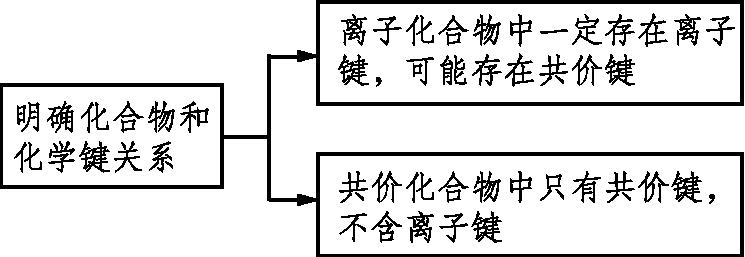 明确化合物和
化学键关系
离子化合物中一定存在离子
键，可能存在共价键
共价化合物中只有共价键，
不含离子键